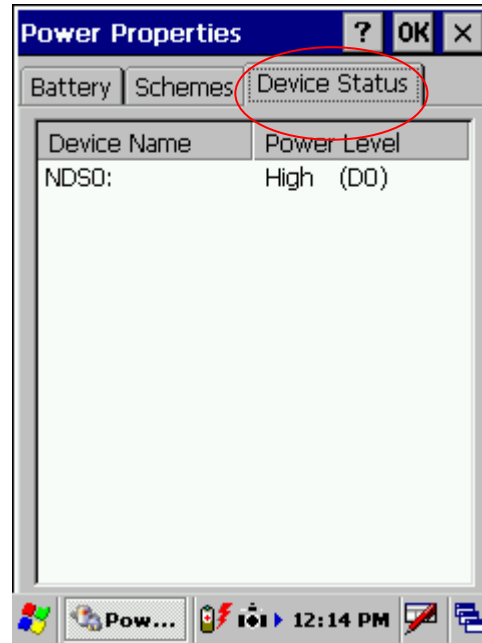 Power Properties ? OK ×
Battery Schemes Device Status
Device Name Power Level
NDS0: High (D0)
Pow... 12:14 PM